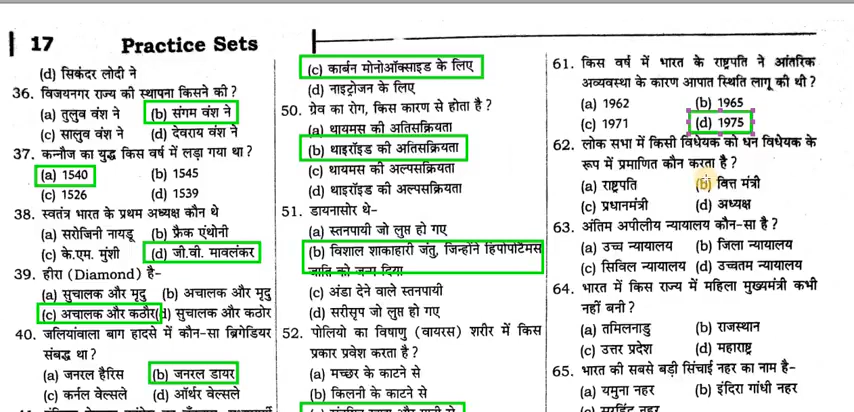 17 Practice Sets
(d) सिकंदर लोदी ने
36. विजयनगर राज्य की स्थापना किसने की ?
(a) तुलुव वंश ने (b) संगम वंश ने
(c) सालुव वंश ने (d) देवराय वंश ने
37. कन्नौज का युद्ध किस वर्ष में लड़ा गया था ?
(a) 1540 (b) 1545
(c) 1526 (d) 1539
38. स्वतंत्र भारत के प्रथम अध्यक्ष कौन थे
(a) सरोजिनी नायडू (b) फ्रैंक एंथोनी
(c) के.एम. मुंशी (d) जी.वी. मावलंकर
39. हीरा (Diamond) है-
(a) सुचालक और मृदु (b) अचालक और मृदु
(c) अचालक और कठोर (d) सुचालक और कठोर
40. जलियांवाला बाग हादसे में कौन-सा ब्रिगेडियर
संबद्ध था ?
(a) जनरल हैरिस (b) जनरल डायर
(c) कर्नल वेल्सले (d) ऑर्थर वेल्सले
(c) कार्बन मोनोऑक्साइड के लिए
(d) नाइट्रोजन के लिए
50. ग्रेव का रोग, किस कारण से होता है ?
(a) थायमस की अतिसक्रियता
(b) थाइरॉइड की अतिसक्रियता
(c) थायमस की अल्पसक्रियता
(d) थाइरॉइड की अल्पसक्रियता
51. डायनासोर थे-
(a) स्तनपायी जो लुप्त हो गए
(b) विशाल शाकाहारी जंतु, जिन्होंने हिपोपोटैमस
जाति को जन्म दिया
(c) अंडा देने वाले स्तनपायी
(d) सरीसृप जो लुप्त हो गए
52. पोलियो का विषाणु (वायरस) शरीर में किस
प्रकार प्रवेश करता है ?
(a) मच्छर के काटने से
(b) किलनी के काटने से
61. किस वर्ष में भारत के राष्ट्रपति ने आंतरिक
अव्यवस्था के कारण आपात स्थिति लागू की थी ?
(a) 1962 (b) 1965
(c) 1971 (d) 1975
62. लोक सभा में किसी विधेयक को धन विधेयक के
रूप में प्रमाणित कौन करता है ?
(a) राष्ट्रपति (b) वित्त मंत्री
(c) प्रधानमंत्री (d) अध्यक्ष
63. अंतिम अपीलीय न्यायालय कौन-सा है ?
(a) उच्च न्यायालय (b) जिला न्यायालय
(c) सिविल न्यायालय (d) उच्चतम न्यायालय
64. भारत में किस राज्य में महिला मुख्यमंत्री कभी
नहीं बनी ?
(a) तमिलनाडु (b) राजस्थान
(c) उत्तर प्रदेश (d) महाराष्ट्र
65. भारत की सबसे बड़ी सिंचाई नहर का नाम है-
(a) यमुना नहर (b) इंदिरा गांधी नहर